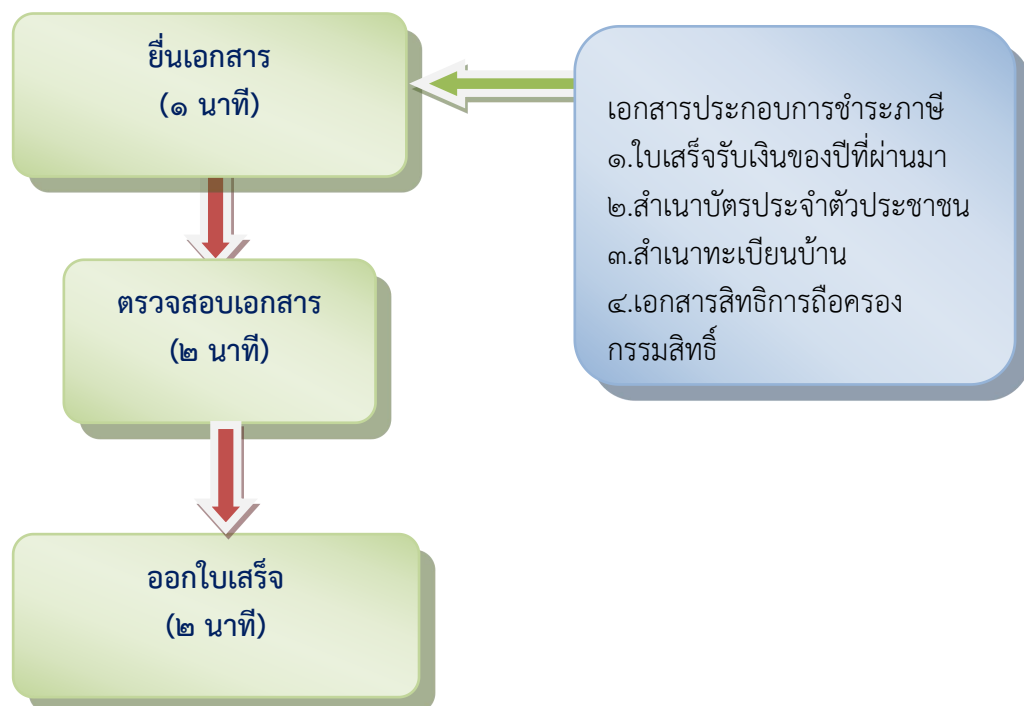 ยื่นเอกสาร
(๑ นาที)
เอกสารประกอบการชำระภาษี
๑.ใบเสร็จรับเงินของปีที่ผ่านมา
๒.สำเนาบัตรประจำตัวประชาชน
๓.สำเนาทะเบียนบ้าน
๔.เอกสารสิทธิการถือครอง
กรรมสิทธิ์
ตรวจสอบเอกสาร
(๒ นาที)
ออกใบเสร็จ
(๒ นาที)